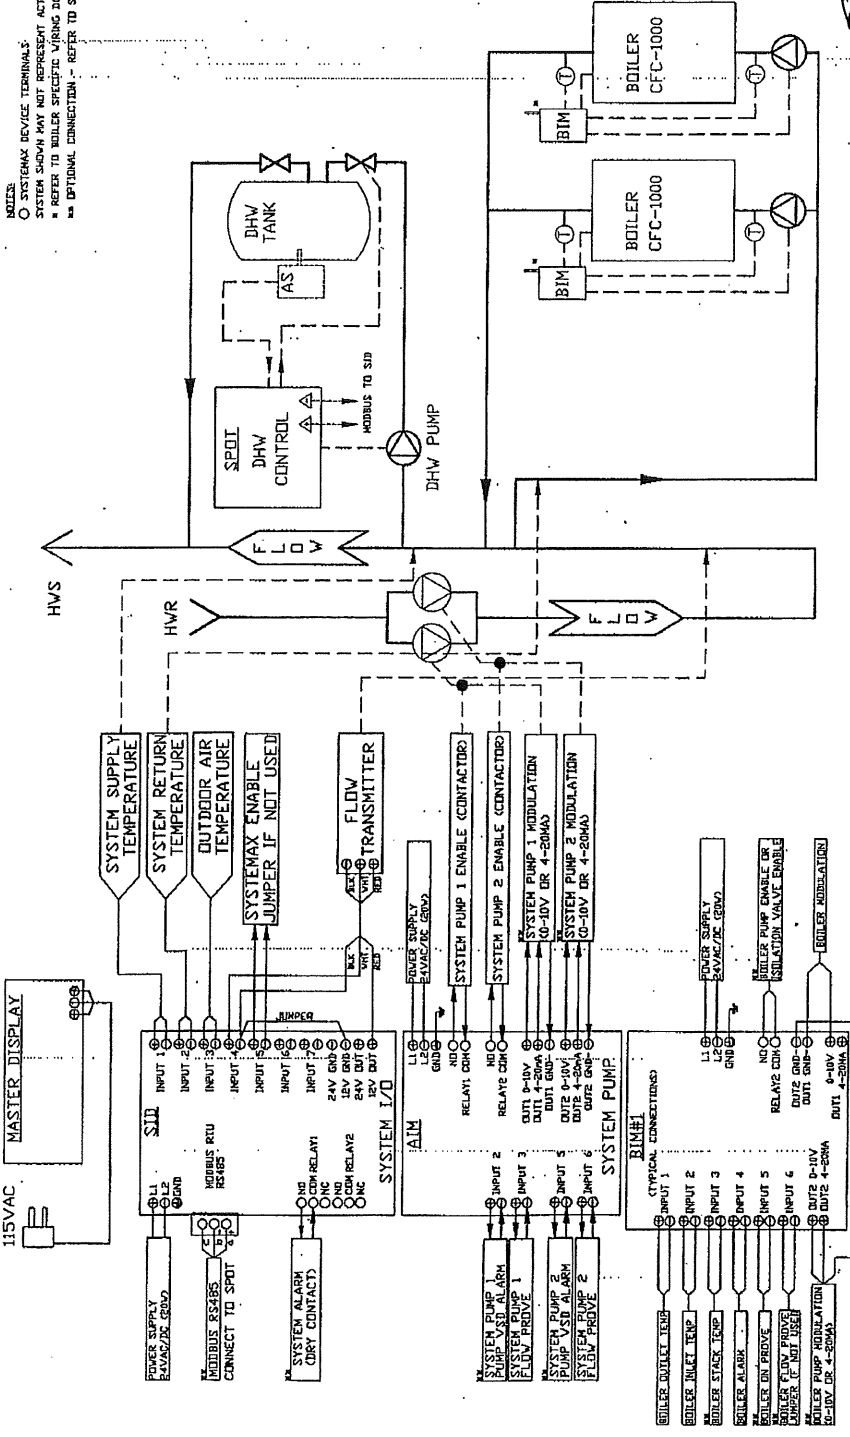 NOTES:
○ SYSTEMAX DEVICE TERMINALS.
SYSTEM SHOWN MAY NOT REPRESENT ACT
* REFER TO BOILER SPECIFIC WIRING
** OPTIONAL CONNECTION - REFER TO S
115VAC
MASTER DISPLAY
SYSTEM SUPPLY
TEMPERATURE
SYSTEM RETURN
TEMPERATURE
OUTDOOR AIR
TEMPERATURE
SYSTEMAX ENABLE
JUMPER IF NOT USED
FLOW
TRANSMITTER
BLK
WHT
RED
BLK
WHT
RED
JUMPER
HWS
HWR
FLOW
FLOW
SPOT
DHW
CONTROL
MODBUS TO SID
DHW PUMP
DHW
TANK
AS
BIM
BOILER
CFC-1000
T
T
BIM
BOILER
CFC-1000
T
T
SID
SYSTEM I/O
INPUT 1
INPUT 2
INPUT 3
INPUT 4
INPUT 5
INPUT 6
INPUT 7
24V GND
12V GND
24V OUT
12V OUT
L1
L2
GND
MODBUS RTU
RS485
C
B-
A+
NO
COM RELAY1
NC
NO
COM RELAY2
NC
POWER SUPPLY
24VAC/DC (20W)
** MODBUS RS485
CONNECT TO SPOT
** SYSTEM ALARM
(DRY CONTACT)
AIM
SYSTEM PUMP
L1
L2
GND
NO
RELAY1 COM
NO
RELAY2 COM
OUT1 0-10V
OUT1 4-20mA
OUT1 GND
OUT2 0-10V
OUT2 4-20mA
OUT2 GND
INPUT 2
INPUT 3
INPUT 5
INPUT 6
POWER SUPPLY
24VAC/DC (20W)
SYSTEM PUMP 1 ENABLE (CONTACTOR)
SYSTEM PUMP 2 ENABLE (CONTACTOR)
** SYSTEM PUMP 1 MODULATION
(0-10V OR 4-20MA)
** SYSTEM PUMP 2 MODULATION
(0-10V OR 4-20MA)
** SYSTEM PUMP 1
PUMP VSD ALARM
** SYSTEM PUMP 1
FLOW PROVE
** SYSTEM PUMP 2
PUMP VSD ALARM
** SYSTEM PUMP 2
FLOW PROVE
BIM#1
(TYPICAL CONNECTIONS)
L1
L2
GND
NO
RELAY2 COM
OUT2 GND
OUT1 GND
0-10V
OUT1 4-20MA
INPUT 1
INPUT 2
INPUT 3
INPUT 4
INPUT 5
INPUT 6
OUT2 0-10V
OUT2 4-20MA
POWER SUPPLY
24VAC/DC (20W)
** BOILER PUMP ENABLE OR
ISOLATION VALVE ENABLE
BOILER MODULATION
BOILER OUTLET TEMP
BOILER INLET TEMP
** BOILER STACK TEMP
BOILER ALARM
** BOILER ON PROVE
** BOILER FLOW PROVE
JUMPER IF NOT USED
** BOILER PUMP MODULATION
(0-10V OR 4-20MA)